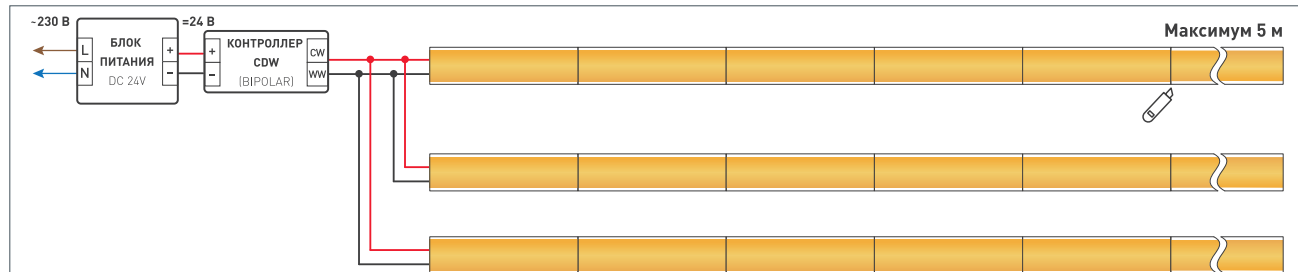 ~230 В
=24 В
БЛОК
ПИТАНИЯ
DC 24V
L
N
+
−
+
−
КОНТРОЛЛЕР
CDW
(BIPOLAR)
CW
WW
Максимум 5 м